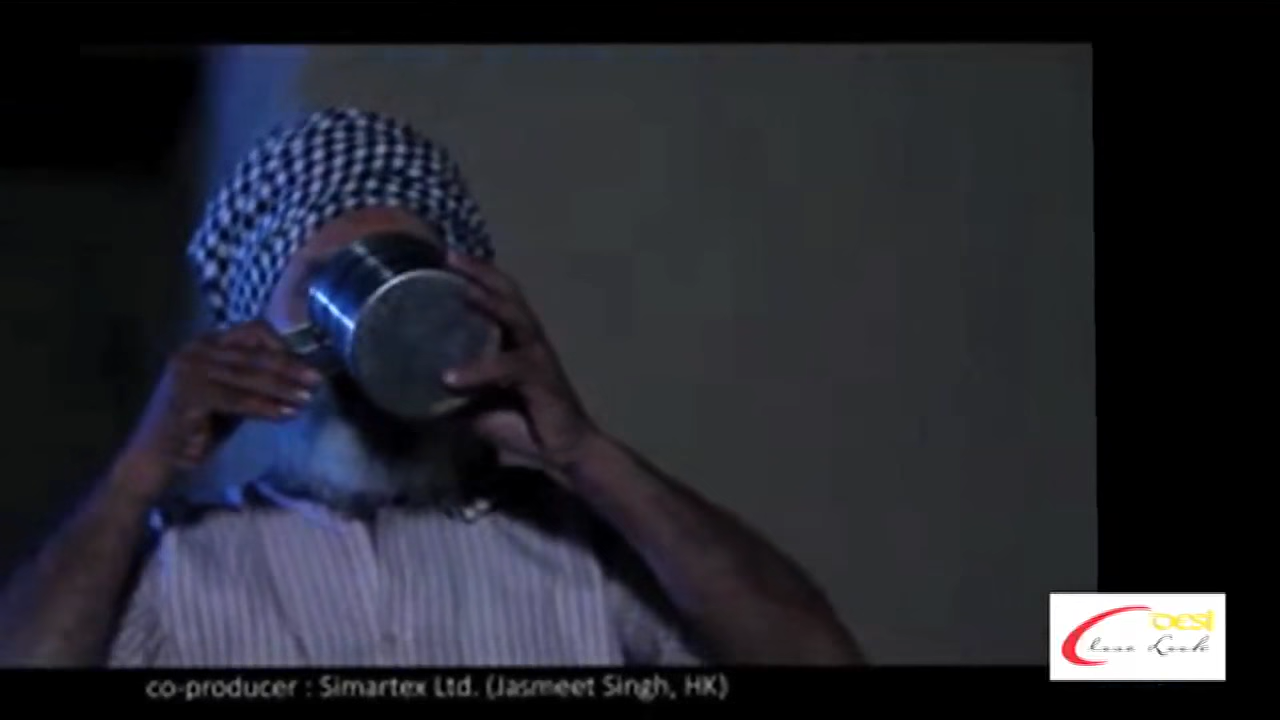 Desi
Close Look
co-producer : Simartex Ltd. (Jasmeet Singh, HK)